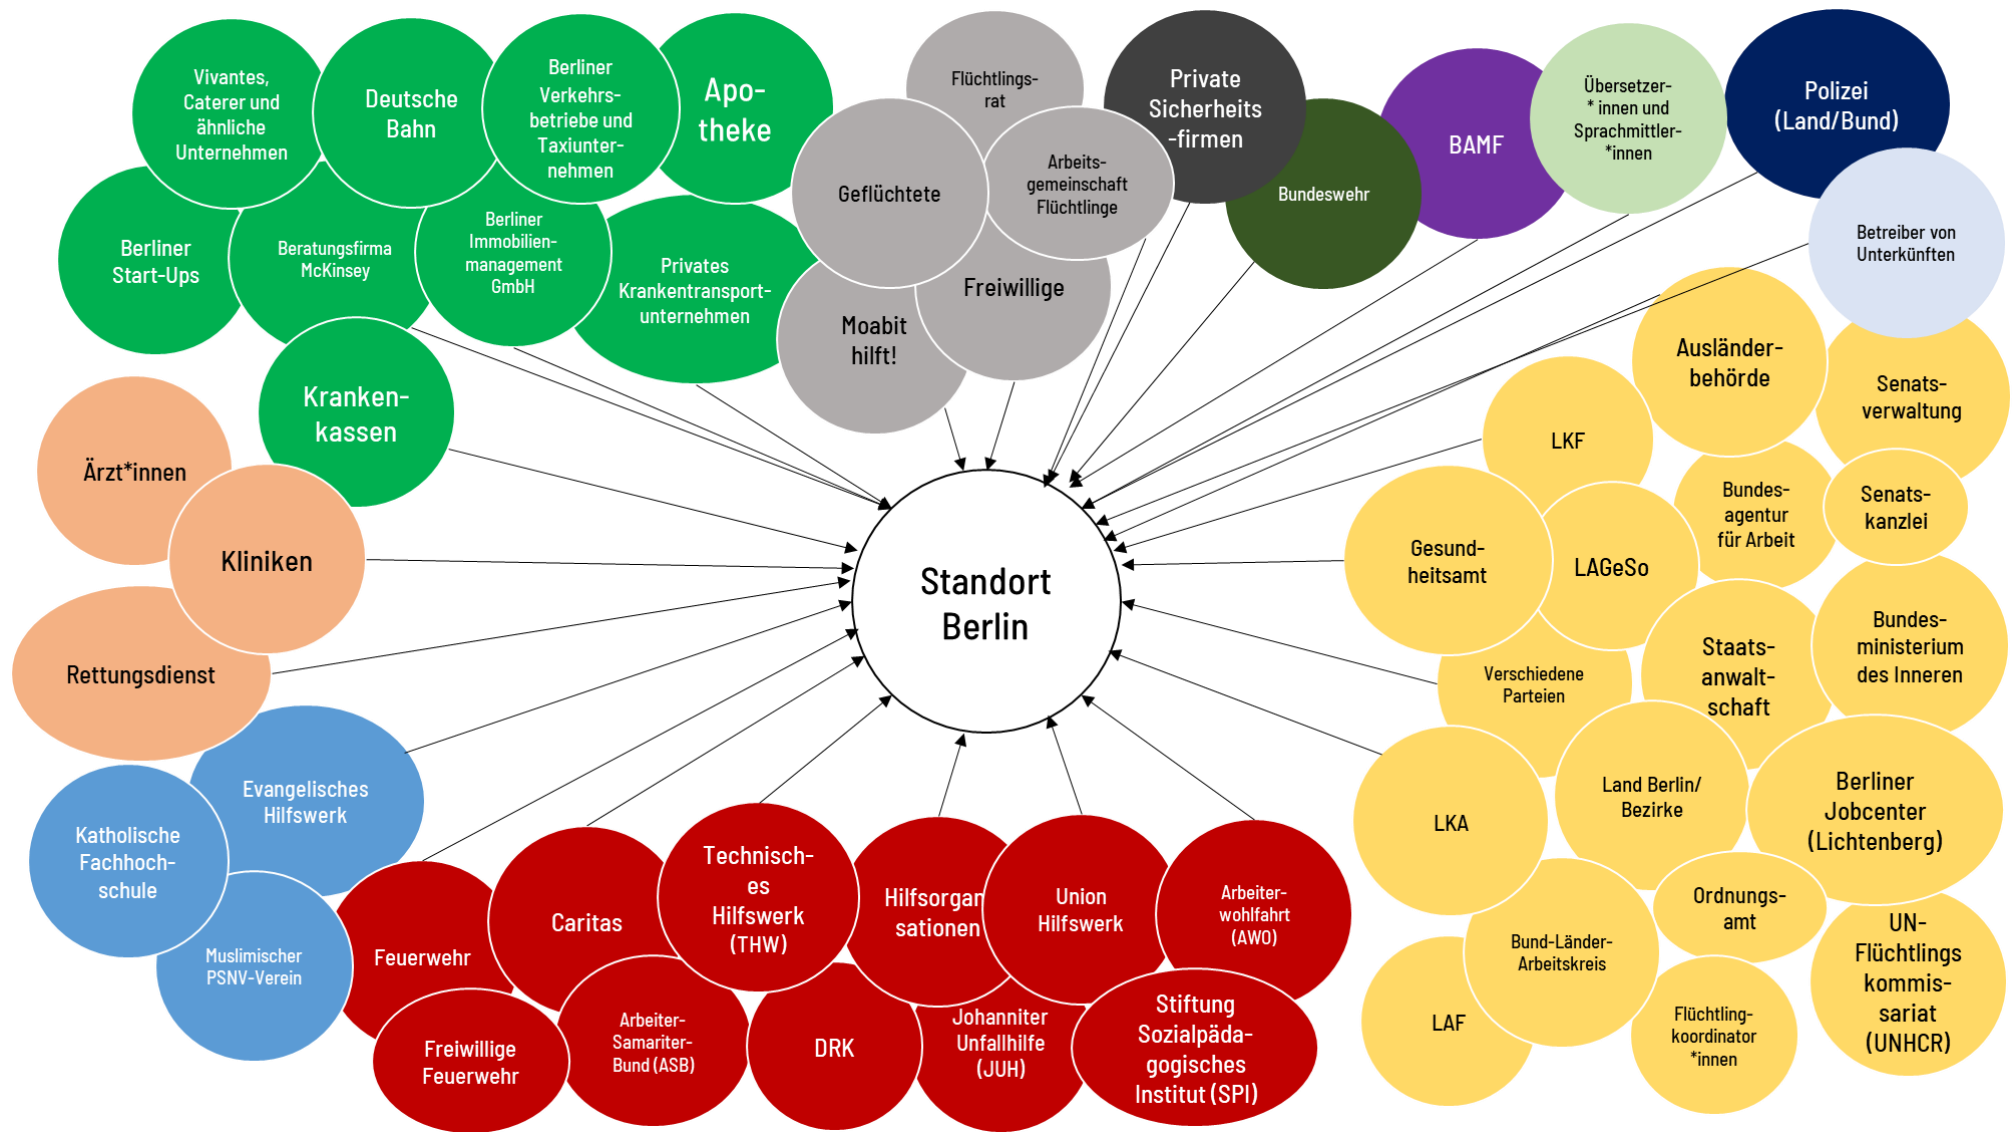 Vivantes,
Caterer und
ähnliche
Unternehmen
Deutsche
Bahn
Berliner
Verkehrs-
betriebe und
Taxiunter-
nehmen
Apo-
theke
Berliner
Start-Ups
Beratungsfirma
McKinsey
Berliner
Immobilien-
management
GmbH
Privates
Krankentransport-
unternehmen
Kranken-
kassen
Flüchtlings-
rat
Geflüchtete
Arbeits-
gemeinschaft
Flüchtlinge
Freiwillige
Moabit
hilft!
Private
Sicherheits
-firmen
Bundeswehr
BAMF
Übersetzer-
* innen und
Sprachmittler-
*innen
Polizei
(Land/Bund)
Betreiber von
Unterkünften
Ärzt*innen
Kliniken
Rettungsdienst
Standort
Berlin
Ausländer-
behörde
Senats-
verwaltung
LKF
Bundes-
agentur
für Arbeit
Senats-
kanzlei
Gesund-
heitsamt
LAGeSo
Verschiedene
Parteien
Staats-
anwalt-
schaft
Bundes-
ministerium
des Inneren
LKA
Land Berlin/
Bezirke
Berliner
Jobcenter
(Lichtenberg)
Ordnungs-
amt
Bund-Länder-
Arbeitskreis
LAF
Flüchtling-
koordinator
*innen
UN-
Flüchtlings
kommis-
sariat
(UNHCR)
Evangelisches
Hilfswerk
Katholische
Fachhoch-
schule
Muslimischer
PSNV-Verein
Feuerwehr
Freiwillige
Feuerwehr
Caritas
Arbeiter-
Samariter-
Bund (ASB)
Technisch-
es
Hilfswerk
(THW)
DRK
Hilfsorgan
sationen
Johanniter
Unfallhilfe
(JUH)
Union
Hilfswerk
Arbeiter-
wohlfahrt
(AWO)
Stiftung
Sozialpäda-
gogisches
Institut (SPI)